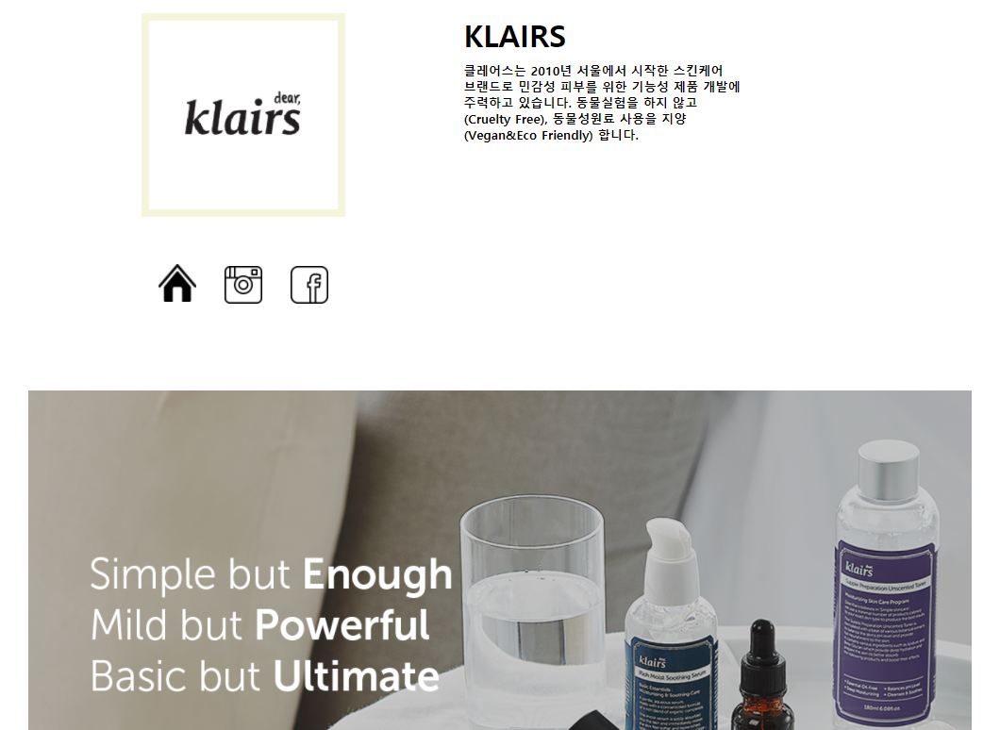 dear,
klairs
KLAIRS
클레어스는 2010년 서울에서 시작한 스킨케어
브랜드로 민감성 피부를 위한 기능성 제품 개발에
주력하고 있습니다. 동물실험을 하지 않고
(Cruelty Free), 동물성원료 사용을 지양
(Vegan&Eco Friendly) 합니다.
Simple but Enough
Mild but Powerful
Basic but Ultimate
klairs
Rich Moist Soothing Serum
klairs
Supple Preparation Unscented Toner
Moisturizing Skin Care Program